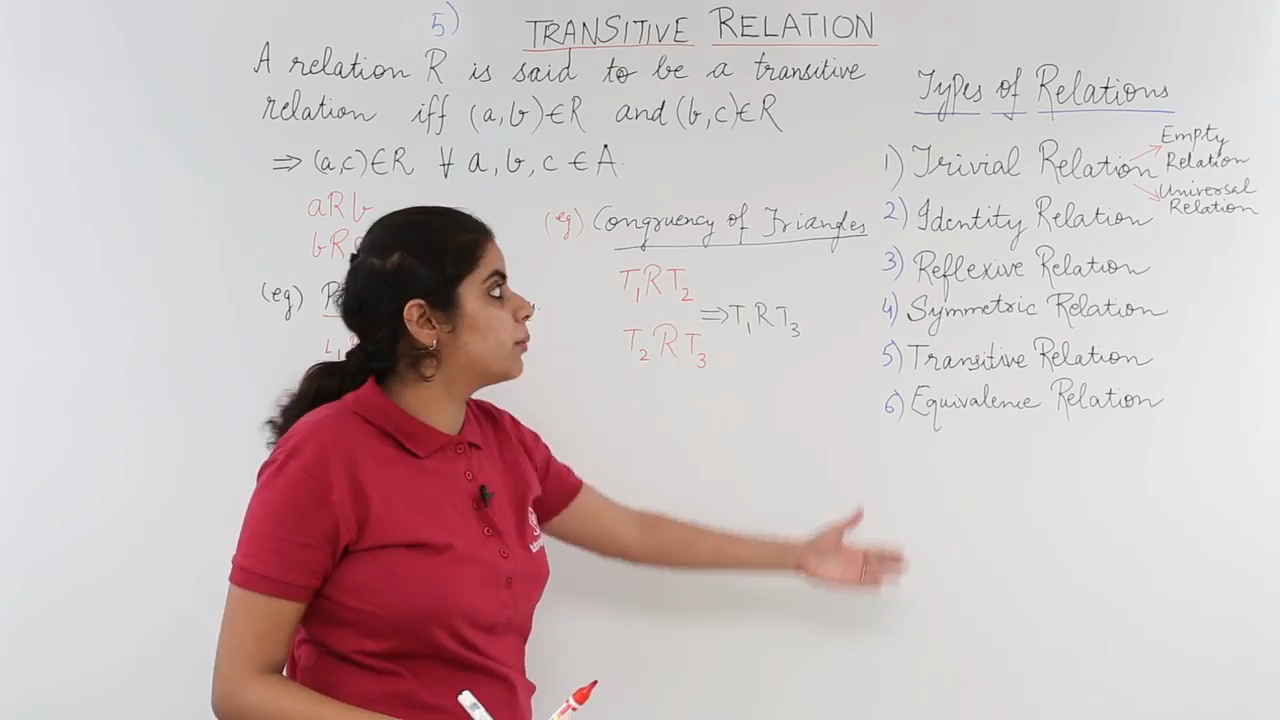 5)
TRANSITIVE RELATION
A relation R is said to be a transitive
relation iff (a,b)∈R and (b,c)∈R
⇒ (a,c)∈R ∀ a, b, c ∈ A.
aRb
bR
(eg)
L₁
(eg) Congruency of Triangles
T₁RT₂
T₂RT₃
⇒T₁RT₃
Types of Relations
1) Trivial Relation
Empty
Relation
Universal
Relation
2) Identity Relation
3) Reflexive Relation
4) Symmetric Relation
5) Transitive Relation
6) Equivalence Relation